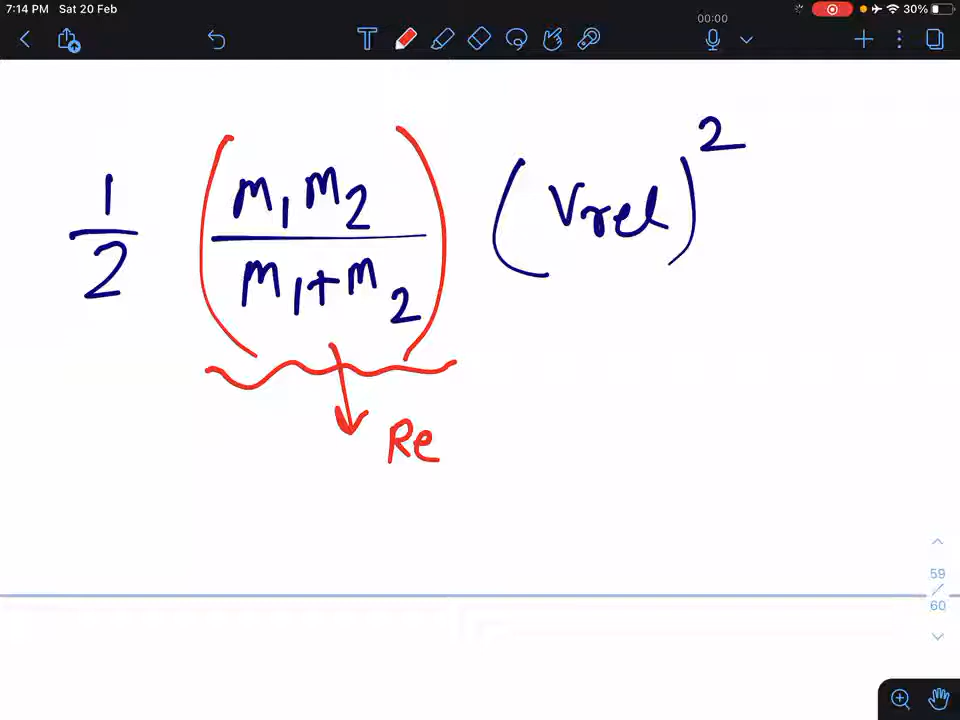 7:14 PM Sat 20 Feb
00:00
30%
1/2 (m₁m₂/m₁+m₂) (Vrel)²
Re
59
/
60